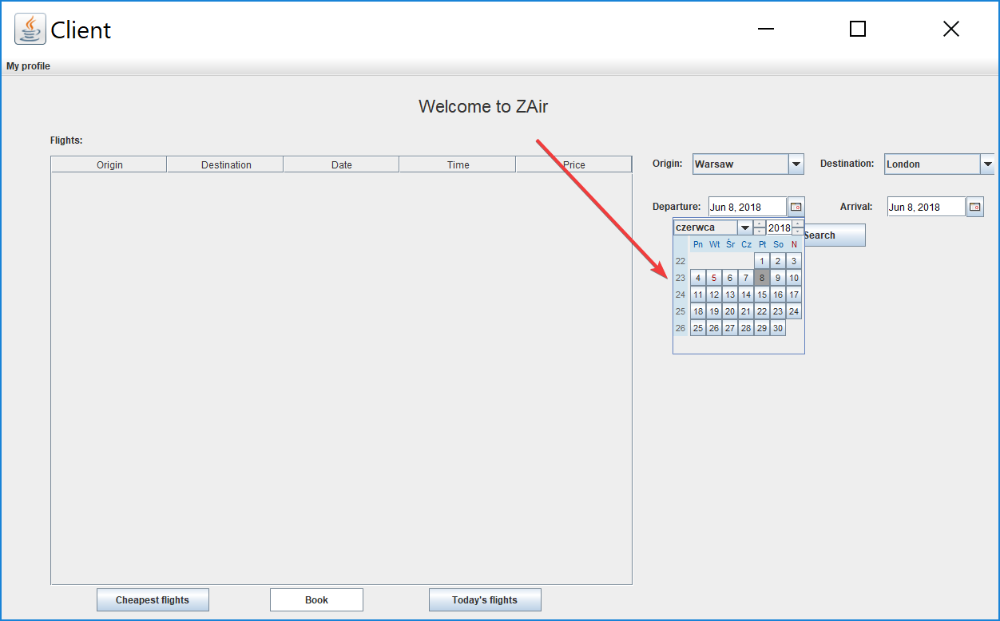 Client
My profile
Welcome to ZAir
Flights:
Origin Destination Date Time Price
Origin: Warsaw Destination: London
Departure: Jun 8, 2018 Arrival: Jun 8, 2018
Search
czerwca 2018
Pn Wt Śr Cz Pt So N
22 1 2 3
23 4 5 6 7 8 9 10
24 11 12 13 14 15 16 17
25 18 19 20 21 22 23 24
26 25 26 27 28 29 30
Cheapest flights Book Today's flights